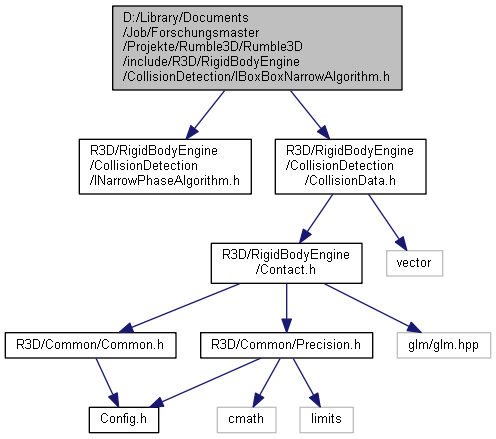 D:/Library/Documents
/Job/Forschungsmaster
/Projekte/Rumble3D/Rumble3D
/include/R3D/RigidBodyEngine
/CollisionDetection/IBoxBoxNarrowAlgorithm.h
R3D/RigidBodyEngine
/CollisionDetection
/INarrowPhaseAlgorithm.h
R3D/RigidBodyEngine
/CollisionDetection
/CollisionData.h
R3D/RigidBodyEngine
/Contact.h
vector
R3D/Common/Common.h
R3D/Common/Precision.h
glm/glm.hpp
Config.h
cmath
limits